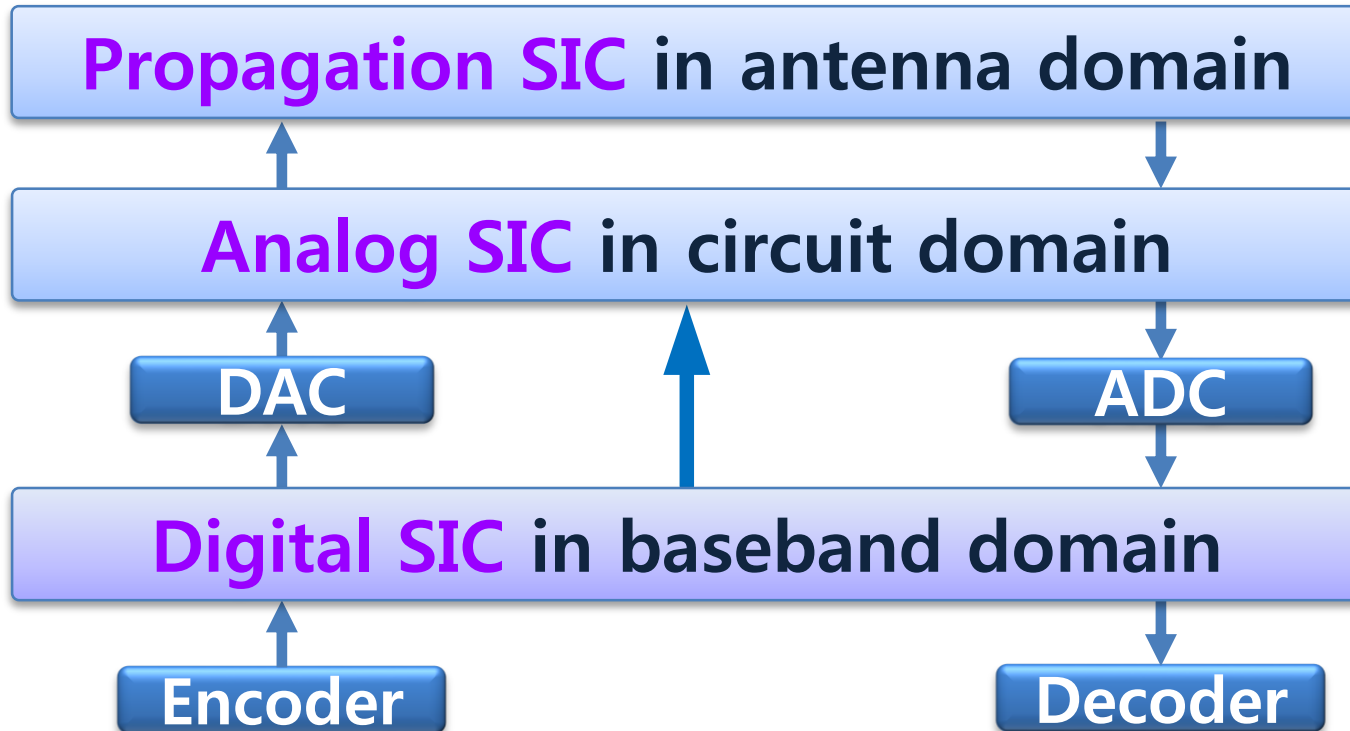 Propagation SIC in antenna domain
Analog SIC in circuit domain
DAC
ADC
Digital SIC in baseband domain
Encoder
Decoder